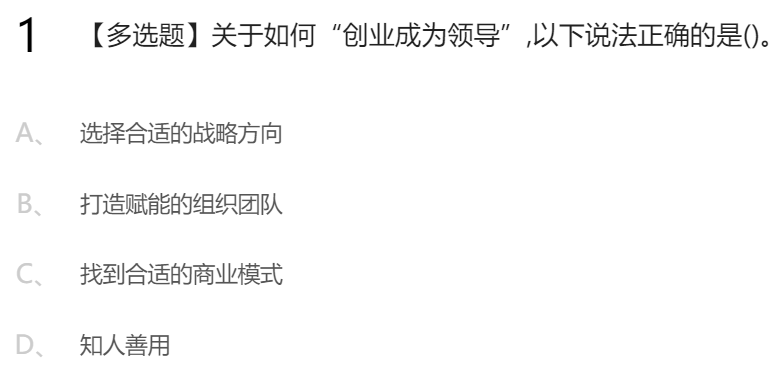 1 【多选题】关于如何“创业成为领导”,以下说法正确的是()。
A、 选择合适的战略方向
B、 打造赋能的组织团队
C、 找到合适的商业模式
D、 知人善用